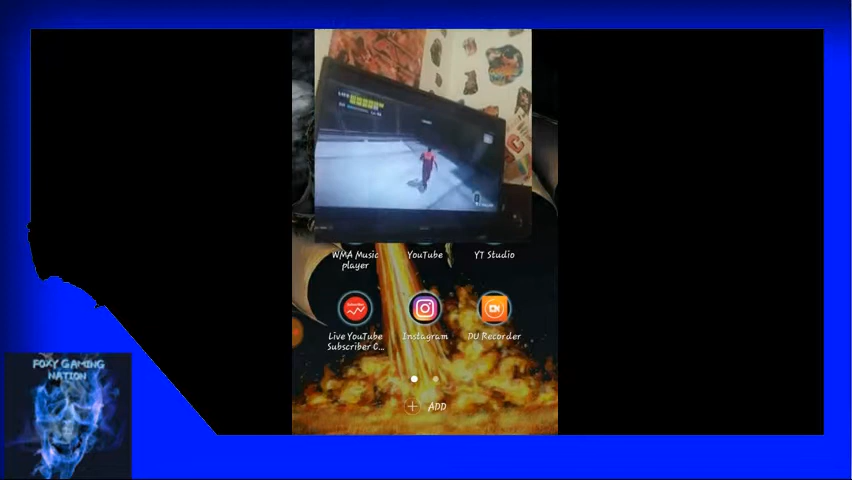 WMA Music
player
YouTube
YT Studio
Live YouTube
Subscriber C...
Instagram
DU Recorder
ADD
FOXY GAMING
NATION